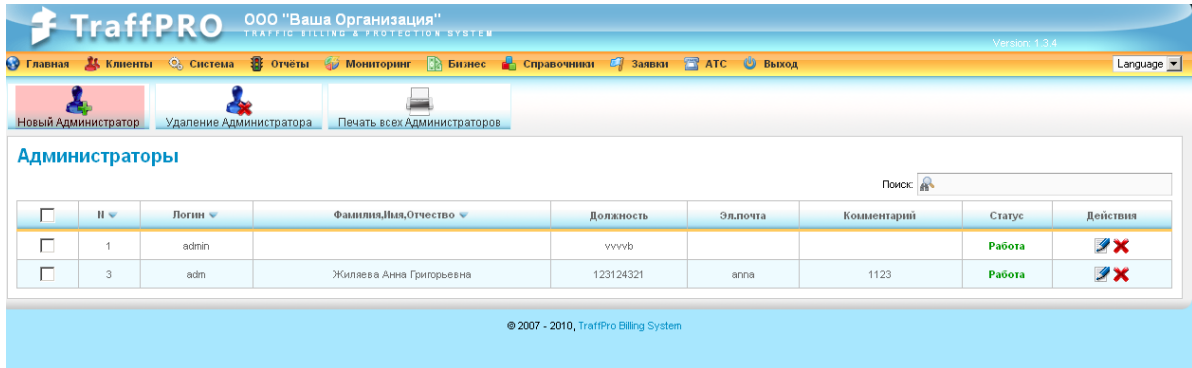 TraffPRO ООО "Ваша Организация"
TRAFFIC BILLING & PROTECTION SYSTEM
Version: 1.3.4
Главная Клиенты Система Отчёты Мониторинг Бизнес Справочники Заявки АТС Выход Language
Новый Администратор Удаление Администратора Печать всех Администраторов
Администраторы
Поиск:
N Логин Фамилия,Имя,Отчество Должность Эл.почта Комментарий Статус Действия
1 admin vvvvb Работа
3 adm Жиляева Анна Григорьевна 123124321 anna 1123 Работа
© 2007 - 2010, TraffPro Billing System